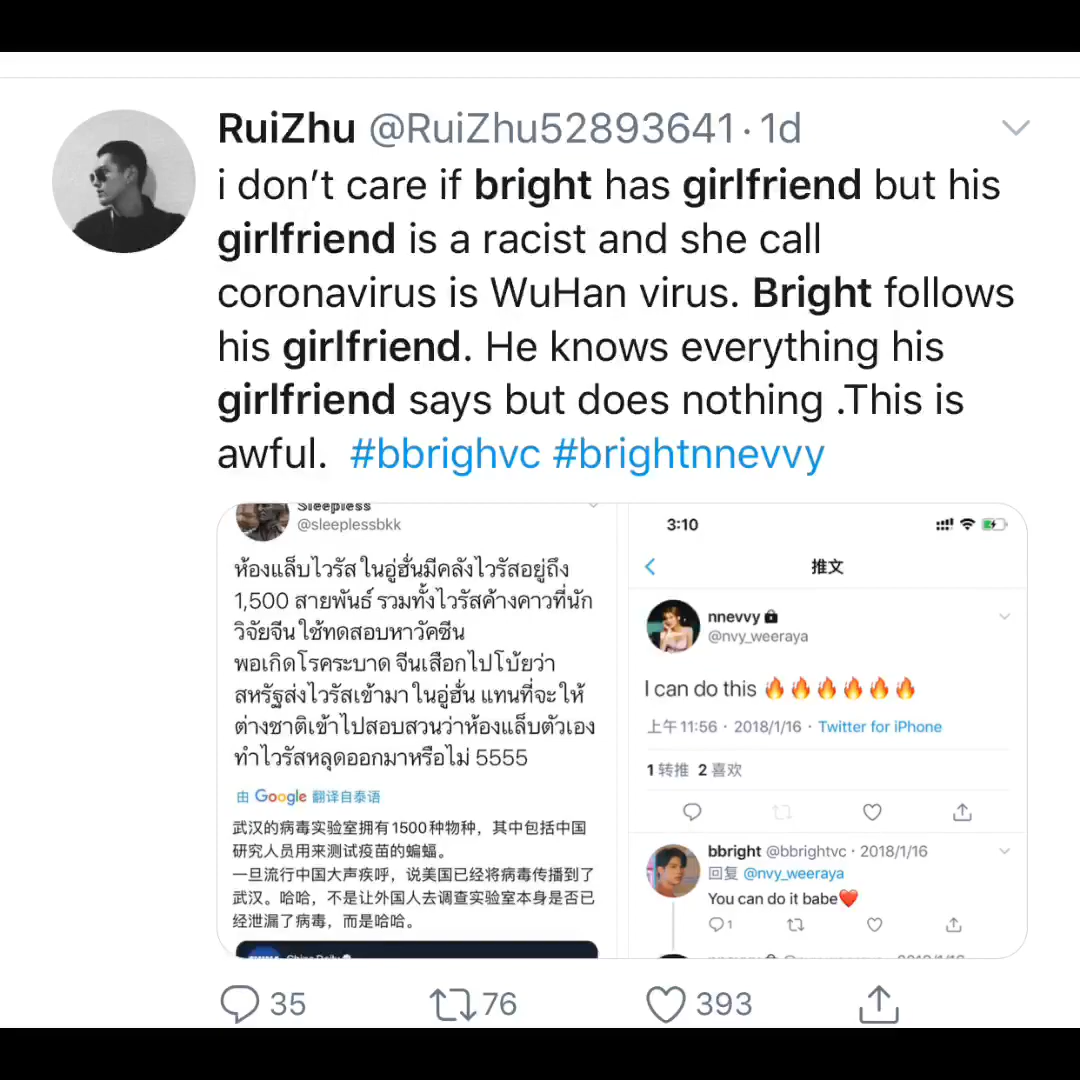 RuiZhu @RuiZhu52893641 · 1d
i don't care if bright has girlfriend but his
girlfriend is a racist and she call
coronavirus is WuHan virus. Bright follows
his girlfriend. He knows everything his
girlfriend says but does nothing .This is
awful. #bbrighvc #brightnnevvy
Sleepless
@sleeplessbkk
ห้องแล็บไวรัส ในอู่ฮั่นมีคลังไวรัสอยู่ถึง
1,500 สายพันธ์ รวมทั้งไวรัสค้างคาวที่นัก
วิจัยจีน ใช้ทดสอบหาวัคซีน
พอเกิดโรคระบาด จีนเสือกไปโบ้ยว่า
สหรัฐส่งไวรัสเข้ามา ในอู่ฮั่น แทนที่จะให้
ต่างชาติเข้าไปสอบสวนว่าห้องแล็บตัวเอง
ทำไวรัสหลุดออกมาหรือไม่ 5555
由 Google 翻译自泰语
武汉的病毒实验室拥有1500种物种，其中包括中国
研究人员用来测试疫苗的蝙蝠。
一旦流行中国大声疾呼，说美国已经将病毒传播到了
武汉。哈哈，不是让外国人去调查实验室本身是否已
经泄漏了病毒，而是哈哈。
China Daily
3:10
推文
nnevvy
@nvy_weeraya
I can do this 🔥🔥🔥🔥🔥🔥
上午 11:56 · 2018/1/16 · Twitter for iPhone
1 转推 2 喜欢
bbright @bbrightvc · 2018/1/16
回复 @nvy_weeraya
You can do it babe❤️
1
35 76 393